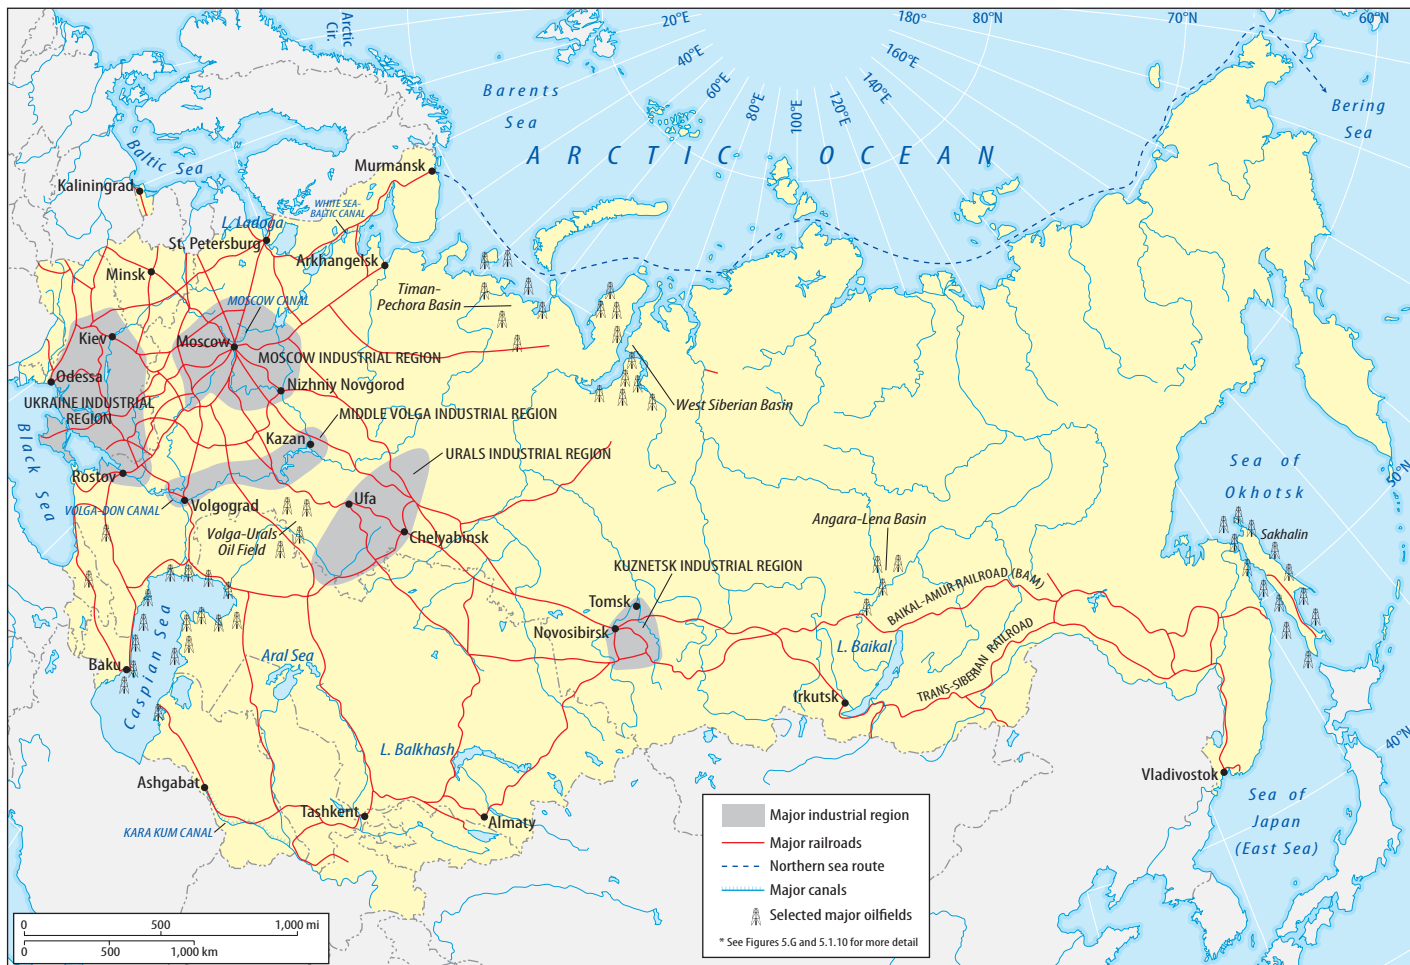 Arctic
Cir.
20°E
40°E
60°E
80°E
100°E
120°E
140°E
160°E
180°
80°N
70°N
60°N
50°N
40°N
Barents
Sea
ARCTIC OCEAN
Bering
Sea
Baltic Sea
Kaliningrad
Murmansk
WHITE SEA-
BALTIC CANAL
L. Ladoga
St. Petersburg
Arkhangelsk
Minsk
Timan-
Pechora Basin
MOSCOW CANAL
Kiev
Moscow
MOSCOW INDUSTRIAL REGION
Odessa
Nizhniy Novgorod
UKRAINE INDUSTRIAL
REGION
MIDDLE VOLGA INDUSTRIAL REGION
West Siberian Basin
Kazan
URALS INDUSTRIAL REGION
Black Sea
Rostov
VOLGA-DON CANAL
Volgograd
Ufa
Volga-Urals
Oil Field
Chelyabinsk
Sea of
Okhotsk
Angara-Lena Basin
Sakhalin
KUZNETSK INDUSTRIAL REGION
Tomsk
Novosibirsk
BAIKAL-AMUR RAILROAD (BAM)
TRANS-SIBERIAN RAILROAD
L. Baikal
Irkutsk
Baku
Caspian Sea
Aral Sea
L. Balkhash
Ashgabat
KARA KUM CANAL
Tashkent
Almaty
Vladivostok
Sea of
Japan
(East Sea)
Major industrial region
Major railroads
Northern sea route
Major canals
Selected major oilfields
* See Figures 5.G and 5.1.10 for more detail
0 500 1,000 mi
0 500 1,000 km